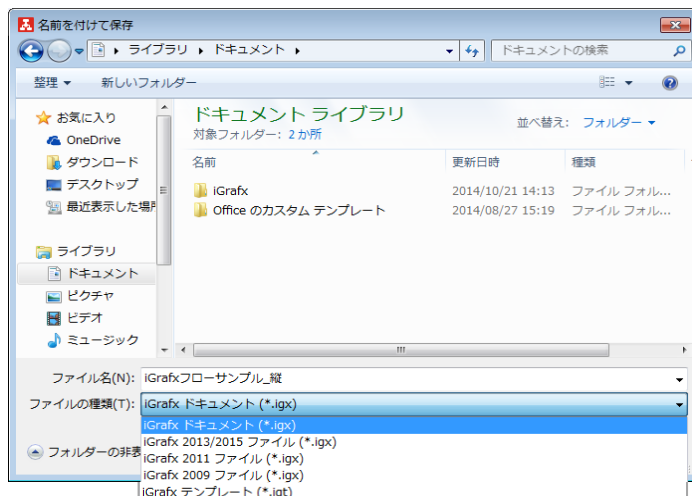 名前を付けて保存
ライブラリ ドキュメント
ドキュメントの検索
整理 新しいフォルダー
お気に入り
OneDrive
ダウンロード
デスクトップ
最近表示した場所
ライブラリ
ドキュメント
ピクチャ
ビデオ
ミュージック
ドキュメント ライブラリ
対象フォルダー: 2 か所
並べ替え: フォルダー
名前 更新日時 種類
iGrafx 2014/10/21 14:13 ファイル フォル...
Office のカスタム テンプレート 2014/08/27 15:19 ファイル フォル...
ファイル名(N): iGrafxフローサンプル_縦
ファイルの種類(T): iGrafx ドキュメント (*.igx)
iGrafx ドキュメント (*.igx)
iGrafx 2013/2015 ファイル (*.igx)
iGrafx 2011 ファイル (*.igx)
iGrafx 2009 ファイル (*.igx)
iGrafx テンプレート (*.igt)
フォルダーの非表